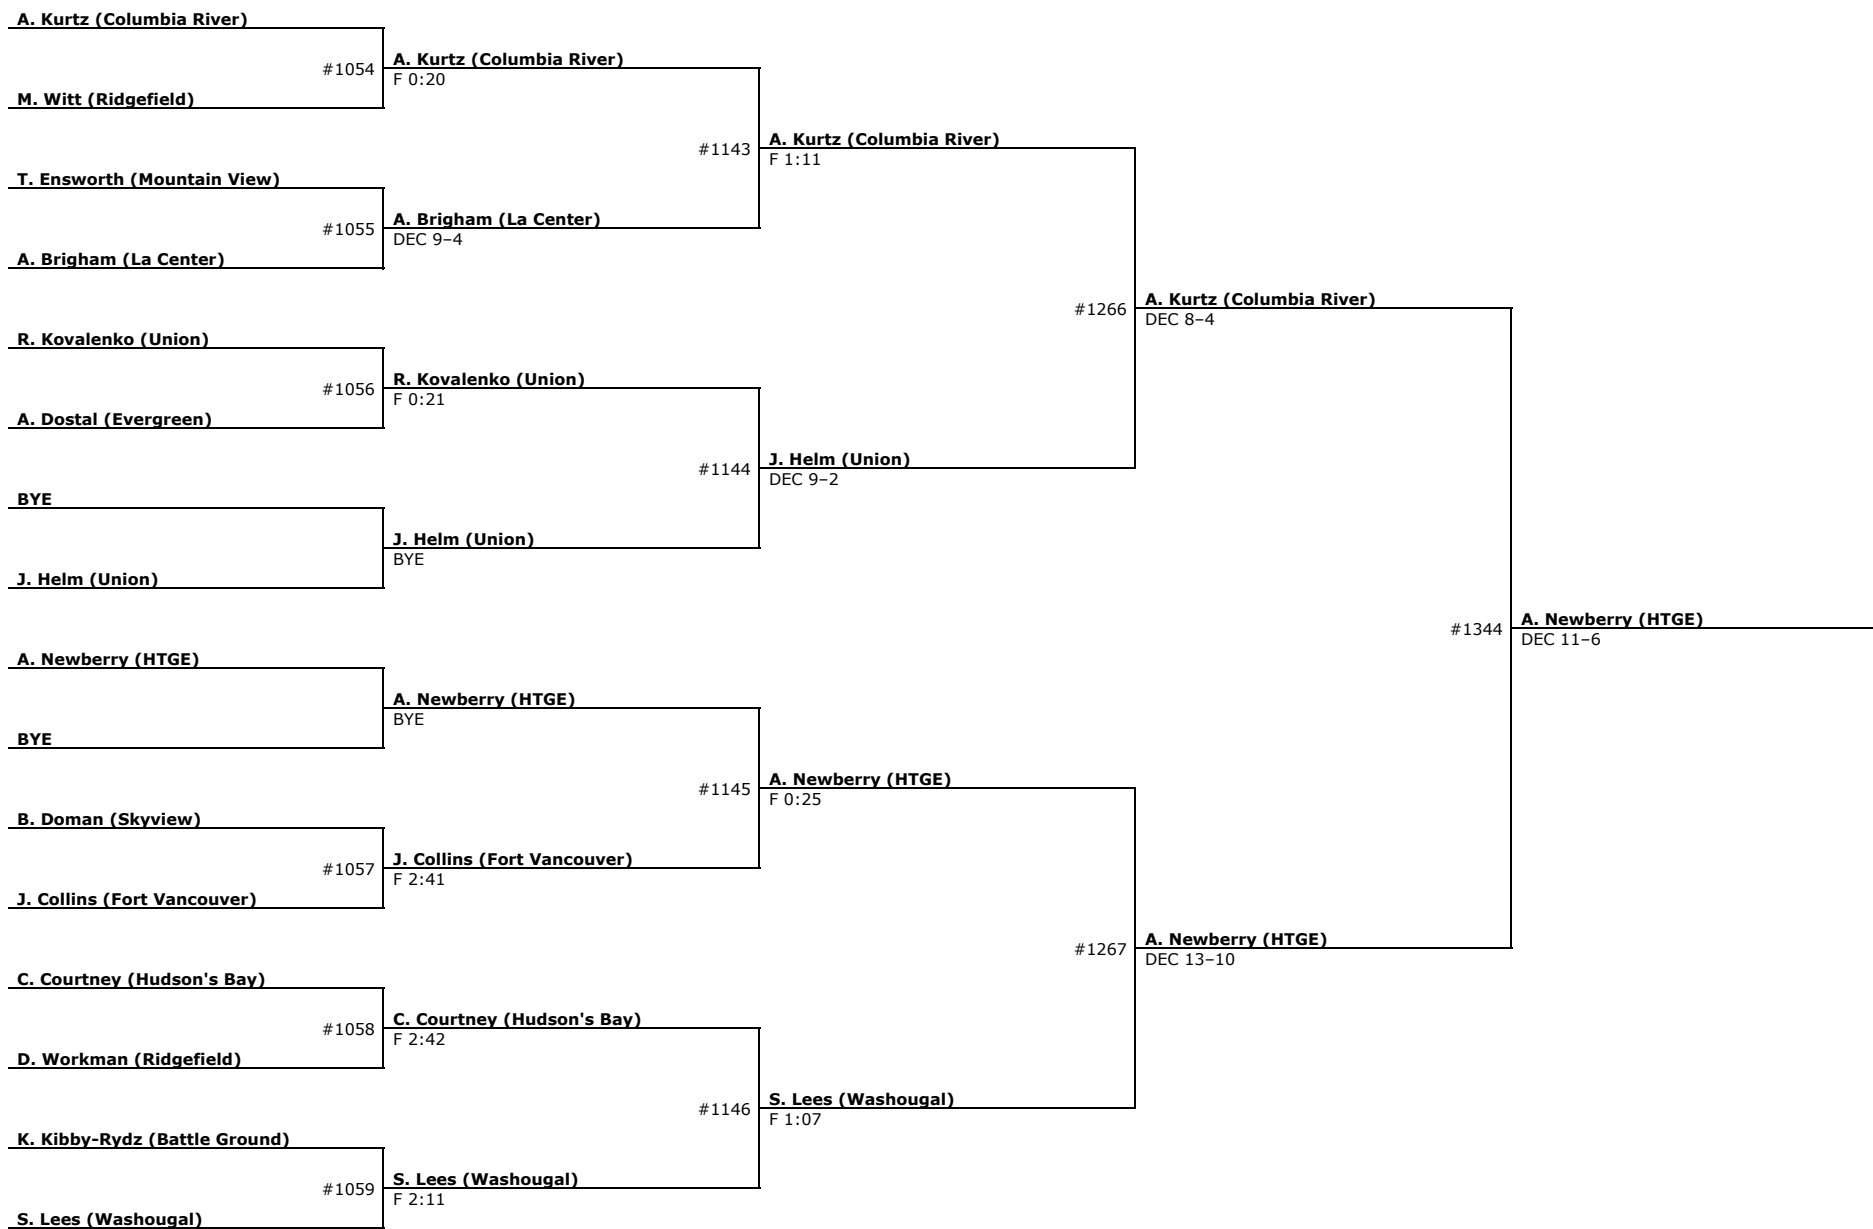 A. Kurtz (Columbia River)
#1054
M. Witt (Ridgefield)
T. Ensworth (Mountain View)
#1055
A. Brigham (La Center)
R. Kovalenko (Union)
#1056
A. Dostal (Evergreen)
BYE
J. Helm (Union)
A. Newberry (HTGE)
BYE
B. Doman (Skyview)
#1057
J. Collins (Fort Vancouver)
C. Courtney (Hudson's Bay)
#1058
D. Workman (Ridgefield)
K. Kibby-Rydz (Battle Ground)
#1059
S. Lees (Washougal)
A. Kurtz (Columbia River)
F 0:20
#1143
A. Brigham (La Center)
DEC 9–4
R. Kovalenko (Union)
F 0:21
#1144
J. Helm (Union)
BYE
A. Newberry (HTGE)
BYE
#1145
J. Collins (Fort Vancouver)
F 2:41
C. Courtney (Hudson's Bay)
F 2:42
#1146
S. Lees (Washougal)
F 2:11
A. Kurtz (Columbia River)
F 1:11
#1266
J. Helm (Union)
DEC 9–2
A. Newberry (HTGE)
F 0:25
#1267
S. Lees (Washougal)
F 1:07
A. Kurtz (Columbia River)
DEC 8–4
#1344
A. Newberry (HTGE)
DEC 13–10
A. Newberry (HTGE)
DEC 11–6